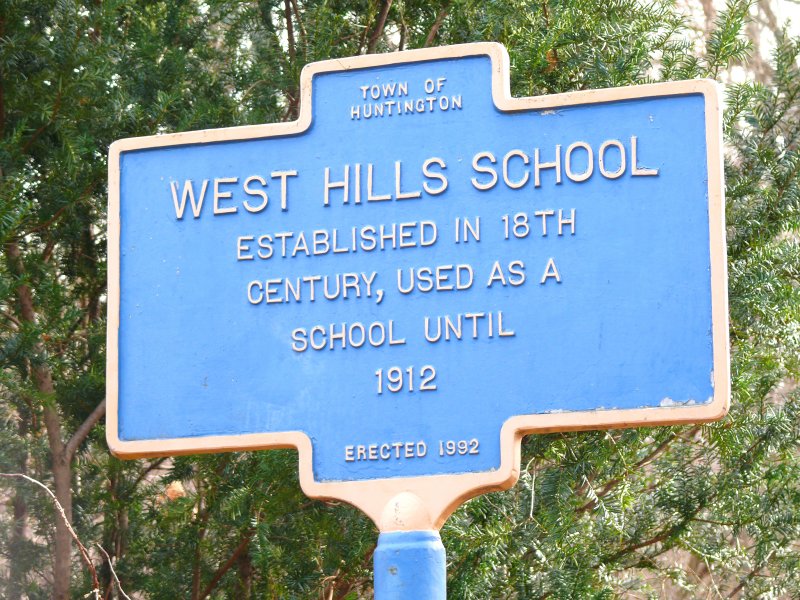 TOWN OF
HUNTINGTON
WEST HILLS SCHOOL
ESTABLISHED IN 18TH
CENTURY, USED AS A
SCHOOL UNTIL
1912
ERECTED 1992